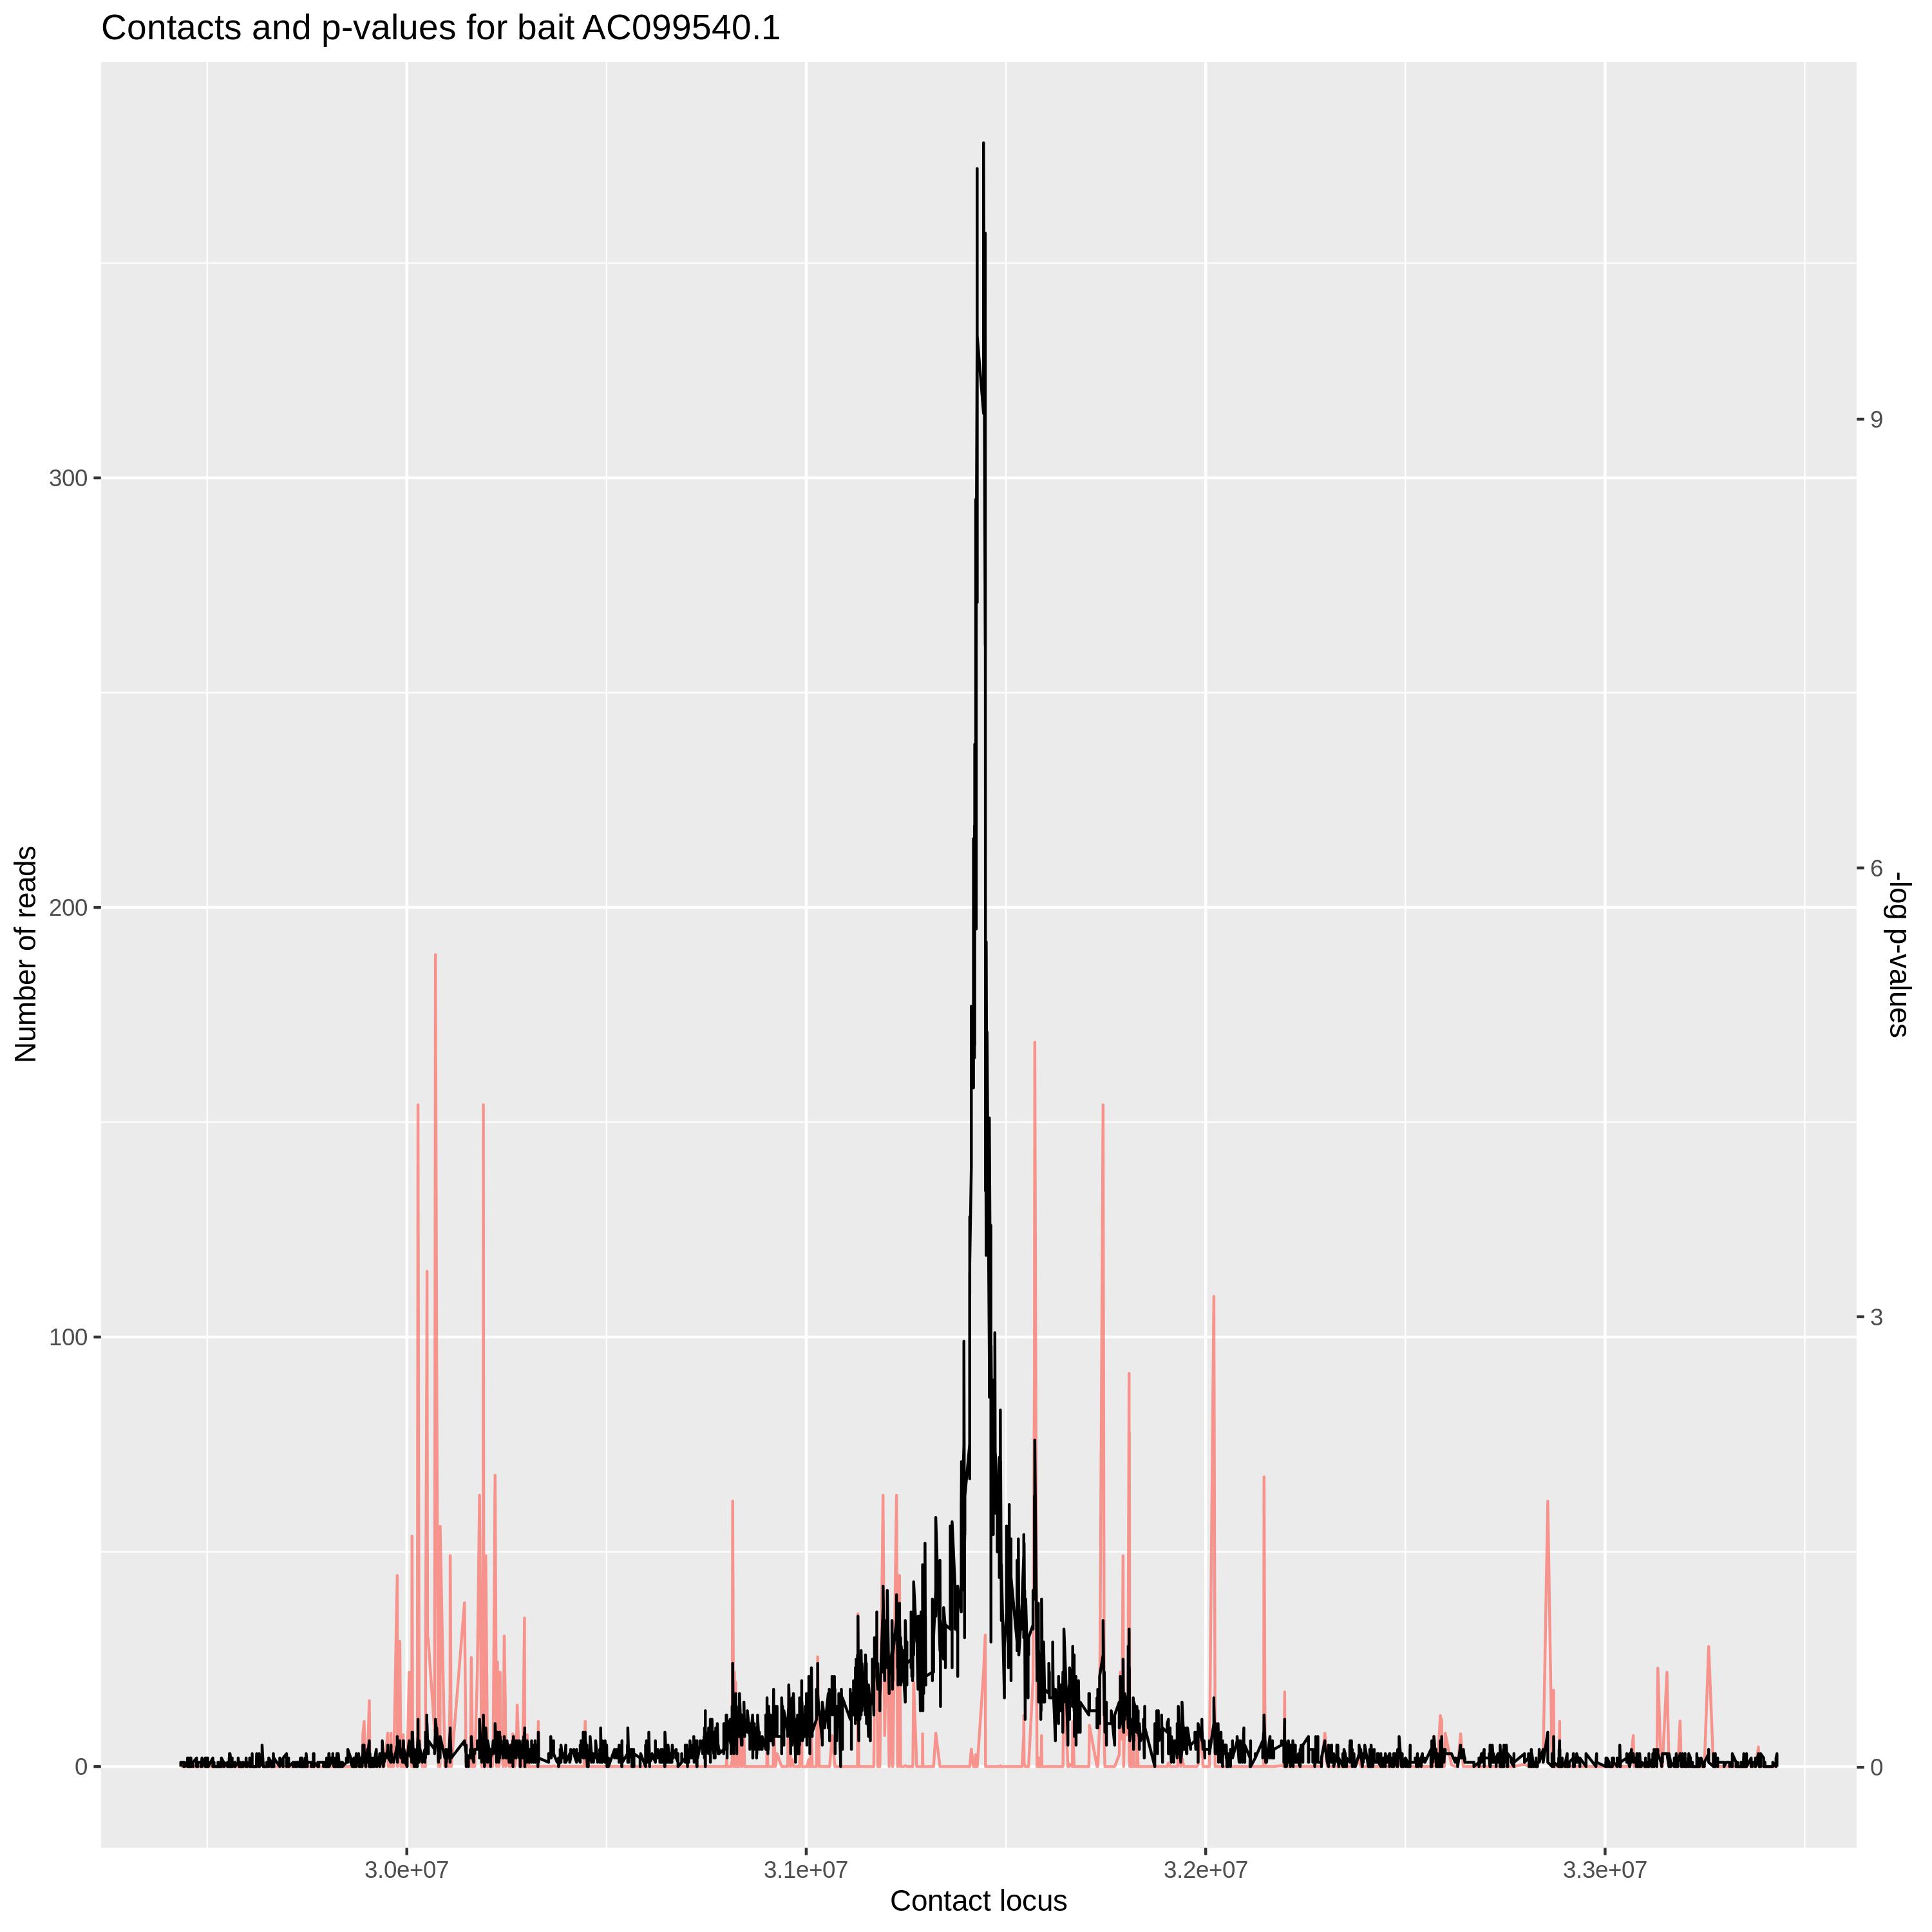 Contacts and p-values for bait AC099540.1
300
200
100
0
Number of reads
9
6
3
0
-log p-values
3.0e+07 3.1e+07 3.2e+07 3.3e+07
Contact locus